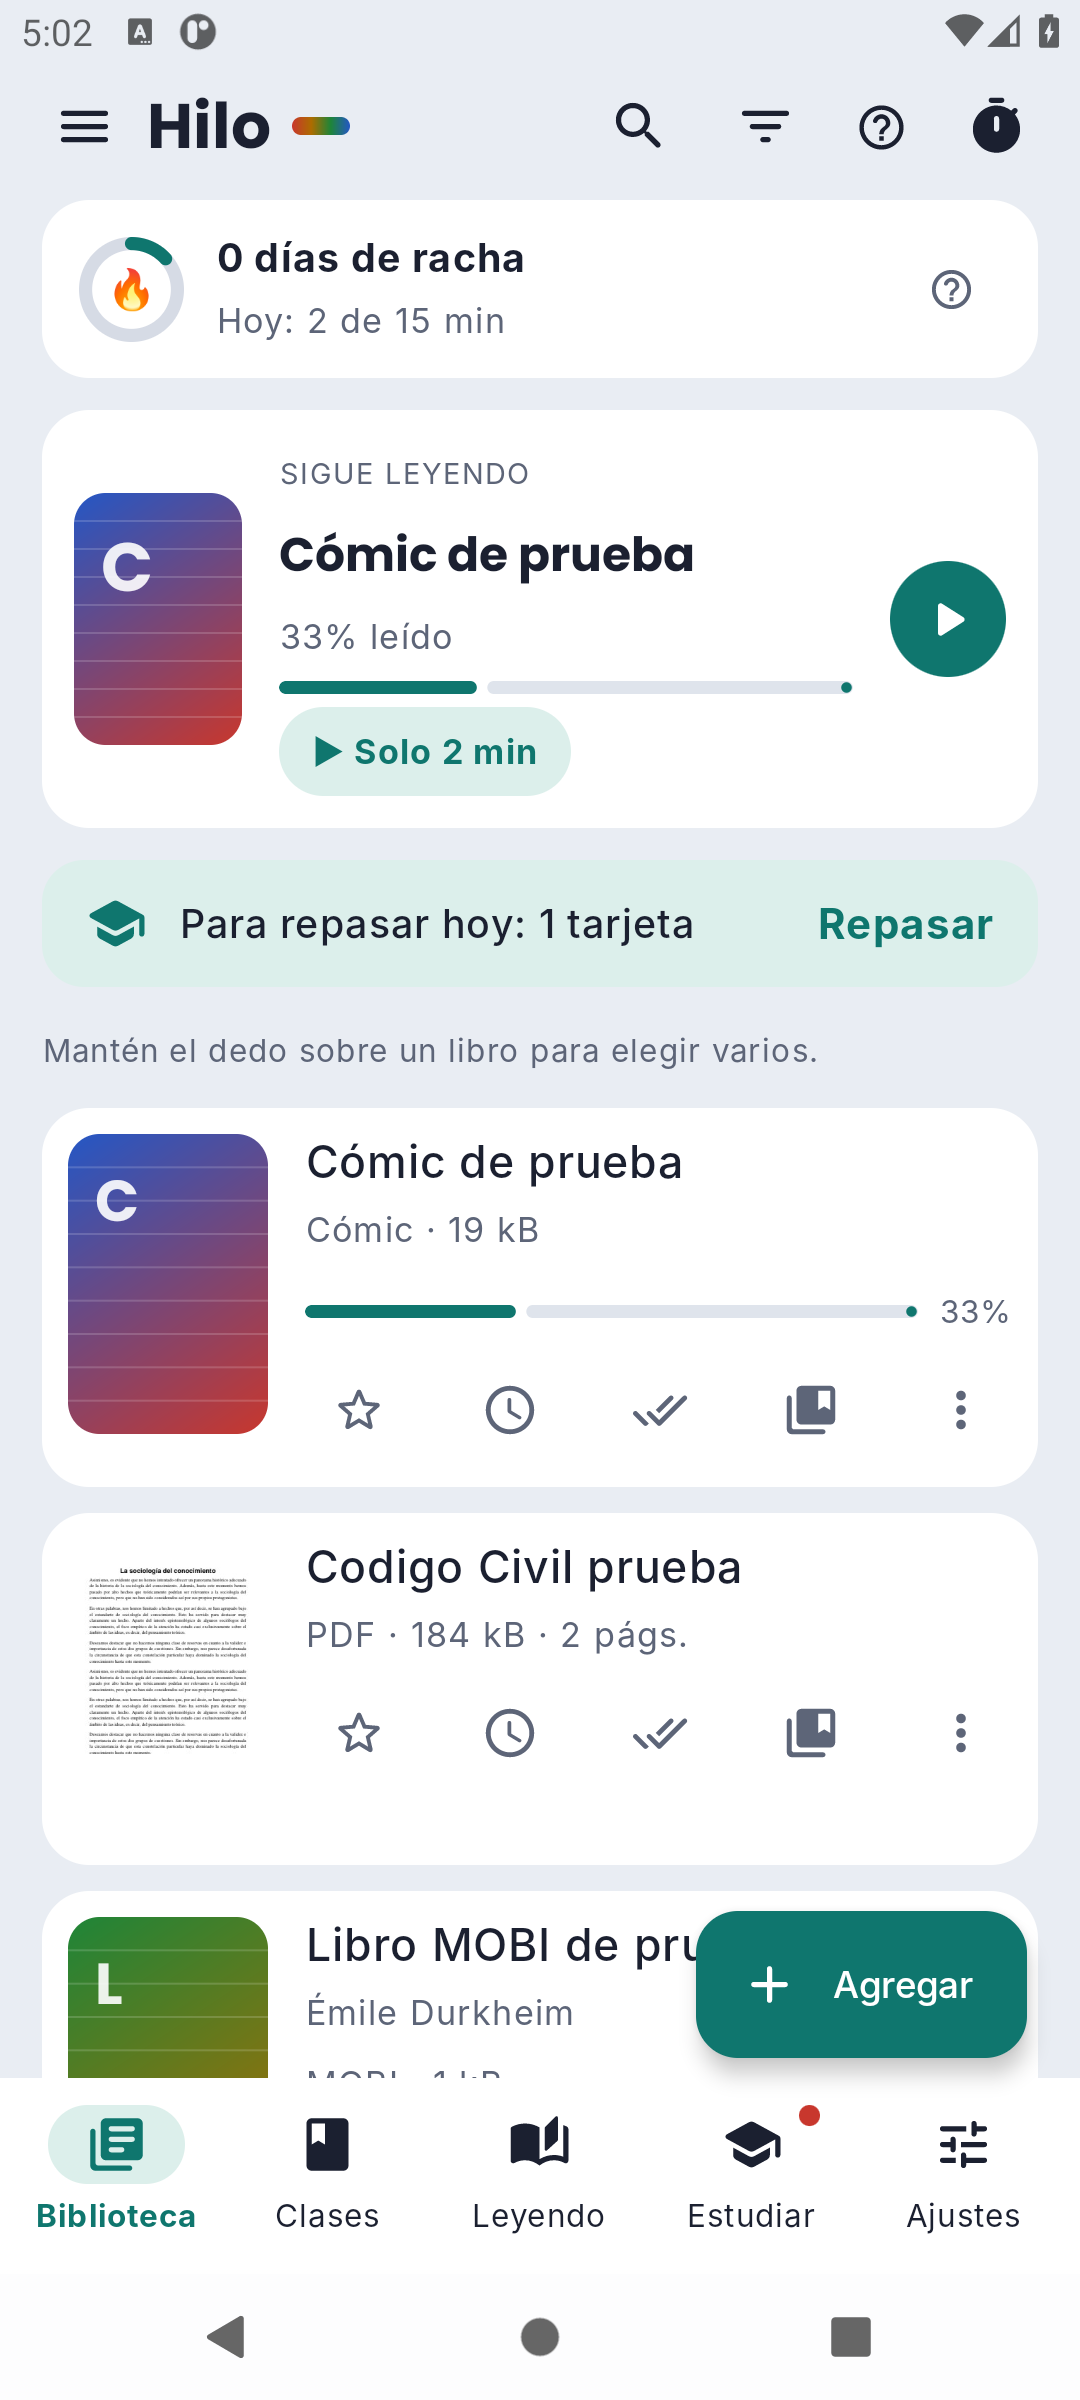 5:02
Hilo
0 días de racha
Hoy: 2 de 15 min
SIGUE LEYENDO
C
Cómic de prueba
33% leído
Solo 2 min
Para repasar hoy: 1 tarjeta
Repasar
Mantén el dedo sobre un libro para elegir varios.
C
Cómic de prueba
Cómic · 19 kB
33%
La sociología del conocimiento
Codigo Civil prueba
PDF · 184 kB · 2 págs.
L
Libro MOBI de pru
Émile Durkheim
MOBI · 1 kB
Agregar
Biblioteca
Clases
Leyendo
Estudiar
Ajustes